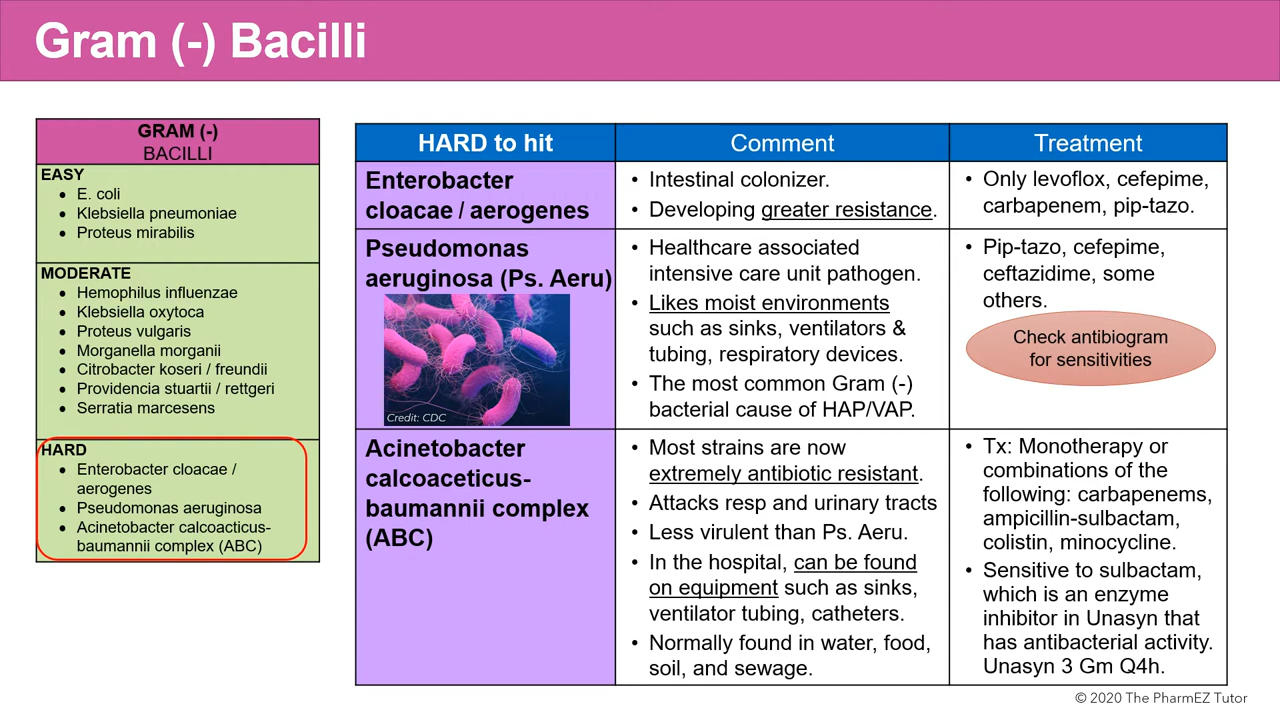 Gram (-) Bacilli
GRAM (-)
BACILLI
EASY
• E. coli
• Klebsiella pneumoniae
• Proteus mirabilis
MODERATE
• Hemophilus influenzae
• Klebsiella oxytoca
• Proteus vulgaris
• Morganella morganii
• Citrobacter koseri / freundii
• Providencia stuartii / rettgeri
• Serratia marcesens
HARD
• Enterobacter cloacae /
aerogenes
• Pseudomonas aeruginosa
• Acinetobacter calcoacticus-
baumannii complex (ABC)
HARD to hit
Comment
Treatment
Enterobacter
cloacae / aerogenes
• Intestinal colonizer.
• Developing greater resistance.
• Only levoflox, cefepime,
carbapenem, pip-tazo.
Pseudomonas
aeruginosa (Ps. Aeru)
Credit: CDC
• Healthcare associated
intensive care unit pathogen.
• Likes moist environments
such as sinks, ventilators &
tubing, respiratory devices.
• The most common Gram (-)
bacterial cause of HAP/VAP.
• Pip-tazo, cefepime,
ceftazidime, some
others.
Check antibiogram
for sensitivities
Acinetobacter
calcoaceticus-
baumannii complex
(ABC)
• Most strains are now
extremely antibiotic resistant.
• Attacks resp and urinary tracts
• Less virulent than Ps. Aeru.
• In the hospital, can be found
on equipment such as sinks,
ventilator tubing, catheters.
• Normally found in water, food,
soil, and sewage.
• Tx: Monotherapy or
combinations of the
following: carbapenems,
ampicillin-sulbactam,
colistin, minocycline.
• Sensitive to sulbactam,
which is an enzyme
inhibitor in Unasyn that
has antibacterial activity.
Unasyn 3 Gm Q4h.
© 2020 The PharmEZ Tutor